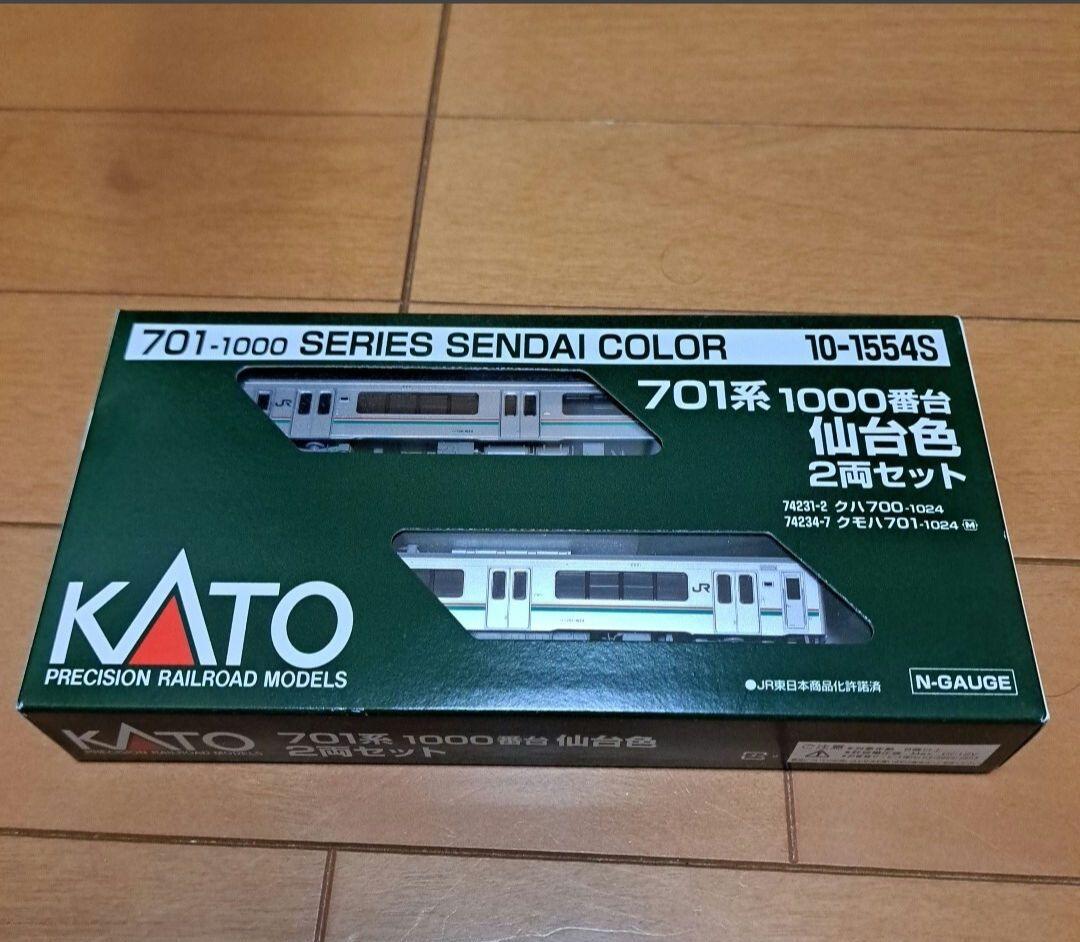 701-1000 SERIES SENDAI COLOR 10-1554S
701系 1000番台
仙台色
2両セット
74231-2 クハ700-1024
74234-7 クモハ701-1024 M
JR
JR
KATO
PRECISION RAILROAD MODELS
●JR東日本商品化許諾済
N-GAUGE
KATO
PRECISION RAILROAD MODELS
701系 1000番台 仙台色
2両セット